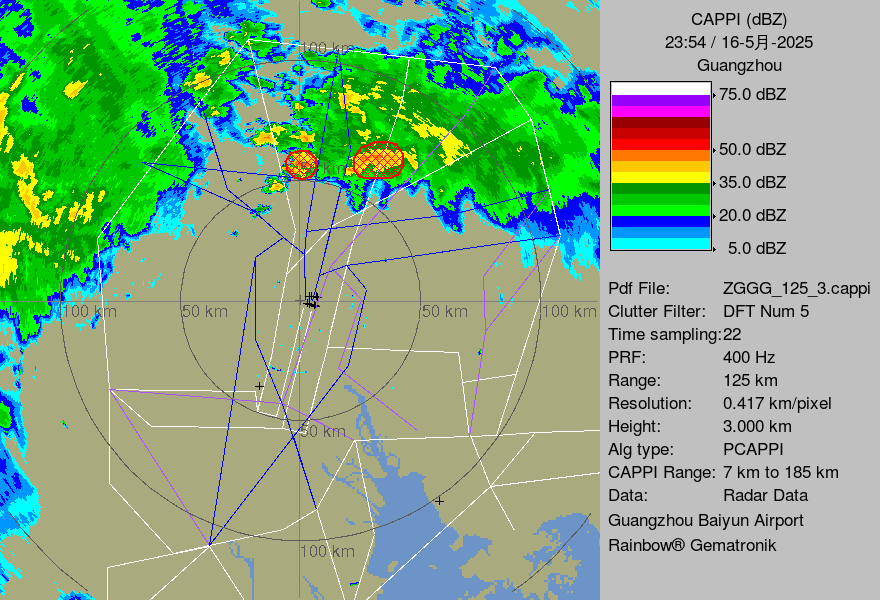 CAPPI (dBZ)
23:54 / 16-5月-2025
Guangzhou
75.0 dBZ
50.0 dBZ
35.0 dBZ
20.0 dBZ
5.0 dBZ
100 km
100 km
50 km
50 km
100 km
50 km
100 km
Pdf File: ZGGG_125_3.cappi
Clutter Filter: DFT Num 5
Time sampling:22
PRF: 400 Hz
Range: 125 km
Resolution: 0.417 km/pixel
Height: 3.000 km
Alg type: PCAPPI
CAPPI Range: 7 km to 185 km
Data: Radar Data
Guangzhou Baiyun Airport
Rainbow® Gematronik